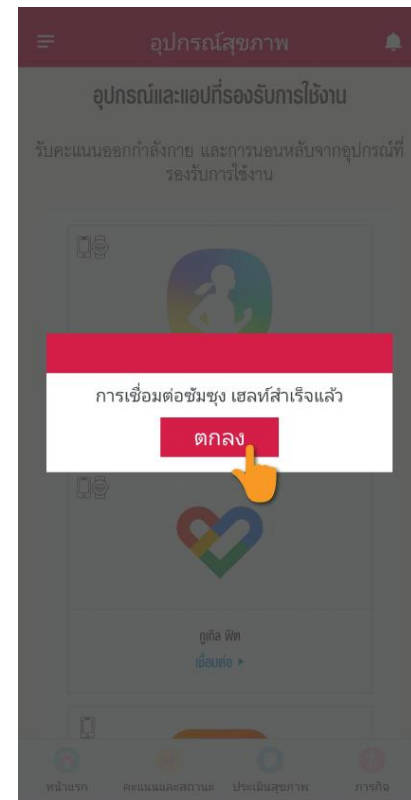 อุปกรณ์สุขภาพ
อุปกรณ์และแอปที่รองรับการใช้งาน
รับคะแนนออกกำลังกาย และการนอนหลับจากอุปกรณ์ที่
รองรับการใช้งาน
การเชื่อมต่อซัมซุง เฮลท์สำเร็จแล้ว
ตกลง
กูเกิล ฟิต
เชื่อมต่อ
หน้าแรก คะแนนและสถานะ ประเมินสุขภาพ ภารกิจ